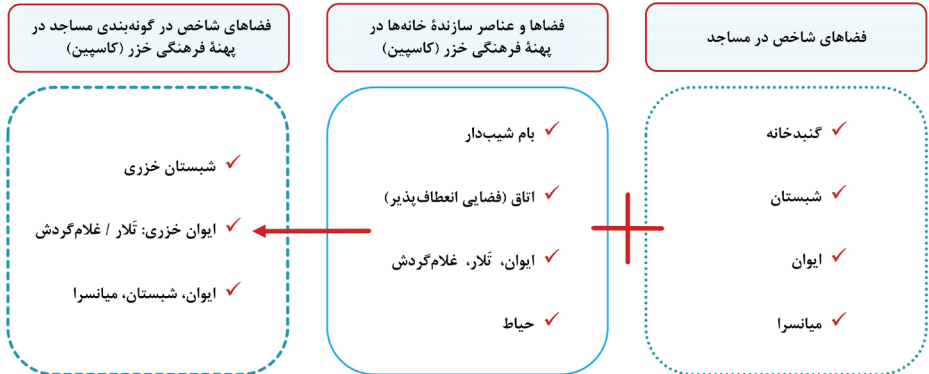 فضاهای شاخص در مساجد
گنبدخانه
شبستان
ایوان
میانسرا
فضاها و عناصر سازندهٔ خانه‌ها در
پهنهٔ فرهنگی خزر (کاسپین)
بام شیب‌دار
اتاق (فضایی انعطاف‌پذیر)
ایوان، تَلار، غلام‌گردش
حیاط
فضاهای شاخص در گونه‌بندی مساجد در
پهنهٔ فرهنگی خزر (کاسپین)
شبستان خزری
ایوان خزری: تَلار / غلام‌گردش
ایوان، شبستان، میانسرا